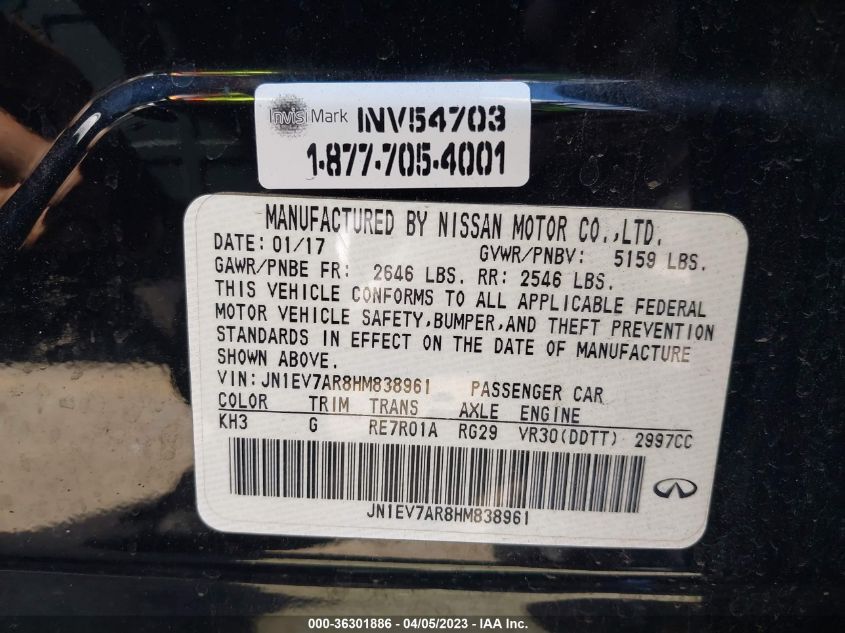 Invisi Mark INV54703
1-877-705-4001
MANUFACTURED BY NISSAN MOTOR CO.,LTD.
DATE: 01/17 GVWR/PNBV: 5159 LBS.
GAWR/PNBE FR: 2646 LBS. RR: 2546 LBS.
THIS VEHICLE CONFORMS TO ALL APPLICABLE FEDERAL
MOTOR VEHICLE SAFETY,BUMPER,AND THEFT PREVENTION
STANDARDS IN EFFECT ON THE DATE OF MANUFACTURE
SHOWN ABOVE.
VIN:JN1EV7AR8HM838961 PASSENGER CAR
COLOR TRIM TRANS AXLE ENGINE
KH3 G RE7R01A RG29 VR30(DDTT) 2997CC
JN1EV7AR8HM838961
000-36301886 - 04/05/2023 - IAA Inc.